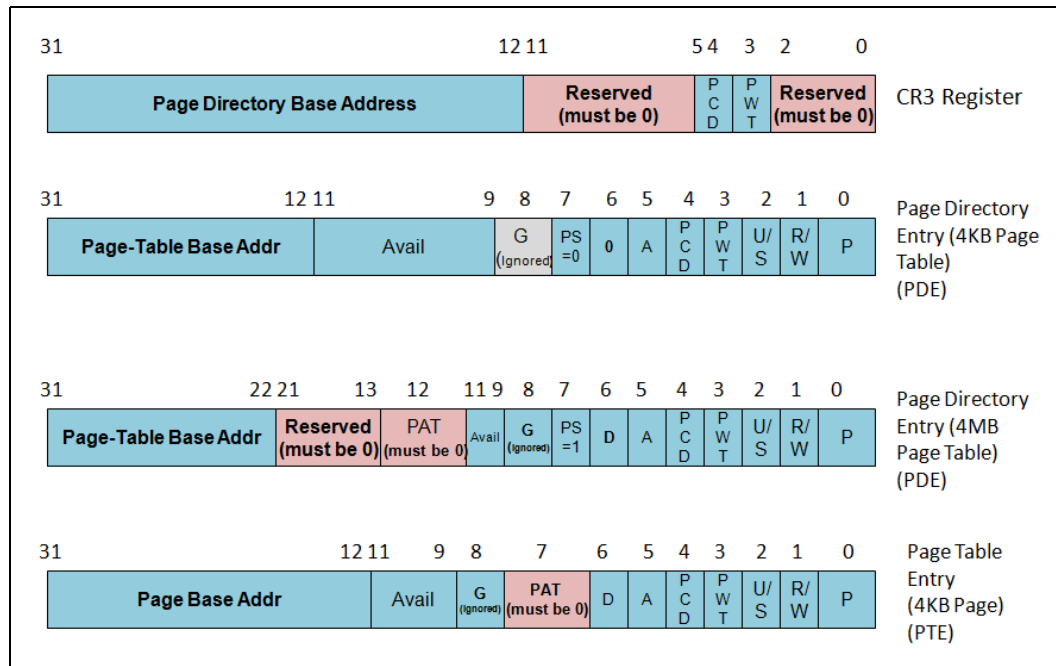 31 12 11 5 4 3 2 0
Page Directory Base Address
Reserved
(must be 0)
P
C
D
P
W
T
Reserved
(must be 0)
CR3 Register
31 12 11 9 8 7 6 5 4 3 2 1 0
Page-Table Base Addr
Avail
G
(Ignored)
PS
=0
0
A
P
C
D
P
W
T
U/
S
R/
W
P
Page Directory
Entry (4KB Page
Table)
(PDE)
31 22 21 13 12 11 9 8 7 6 5 4 3 2 1 0
Page-Table Base Addr
Reserved
(must be 0)
PAT
(must be 0)
Avail
G
(Ignored)
PS
=1
D
A
P
C
D
P
W
T
U/
S
R/
W
P
Page Directory
Entry (4MB
Page Table)
(PDE)
31 12 11 9 8 7 6 5 4 3 2 1 0
Page Base Addr
Avail
G
(Ignored)
PAT
(must be 0)
D
A
P
C
D
P
W
T
U/
S
R/
W
P
Page Table
Entry
(4KB Page)
(PTE)